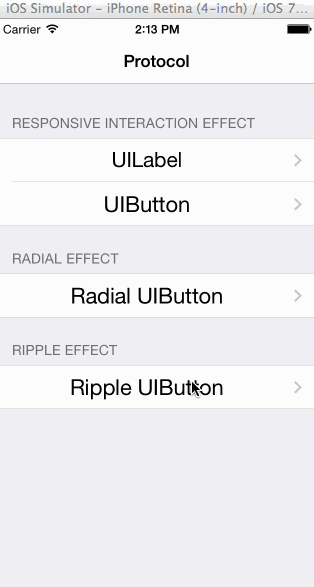 iOS Simulator - iPhone Retina (4-inch) / iOS 7...
Carrier 2:13 PM
Protocol
RESPONSIVE INTERACTION EFFECT
UILabel
UIButton
RADIAL EFFECT
Radial UIButton
RIPPLE EFFECT
Ripple UIButton